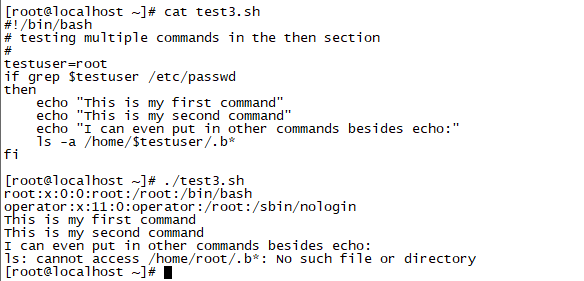 [root@localhost ~]# cat test3.sh
#!/bin/bash
# testing multiple commands in the then section
#
testuser=root
if grep $testuser /etc/passwd
then
    echo "This is my first command"
    echo "This is my second command"
    echo "I can even put in other commands besides echo:"
    ls -a /home/$testuser/.b*
fi

[root@localhost ~]# ./test3.sh
root:x:0:0:root:/root:/bin/bash
operator:x:11:0:operator:/root:/sbin/nologin
This is my first command
This is my second command
I can even put in other commands besides echo:
ls: cannot access /home/root/.b*: No such file or directory
[root@localhost ~]#